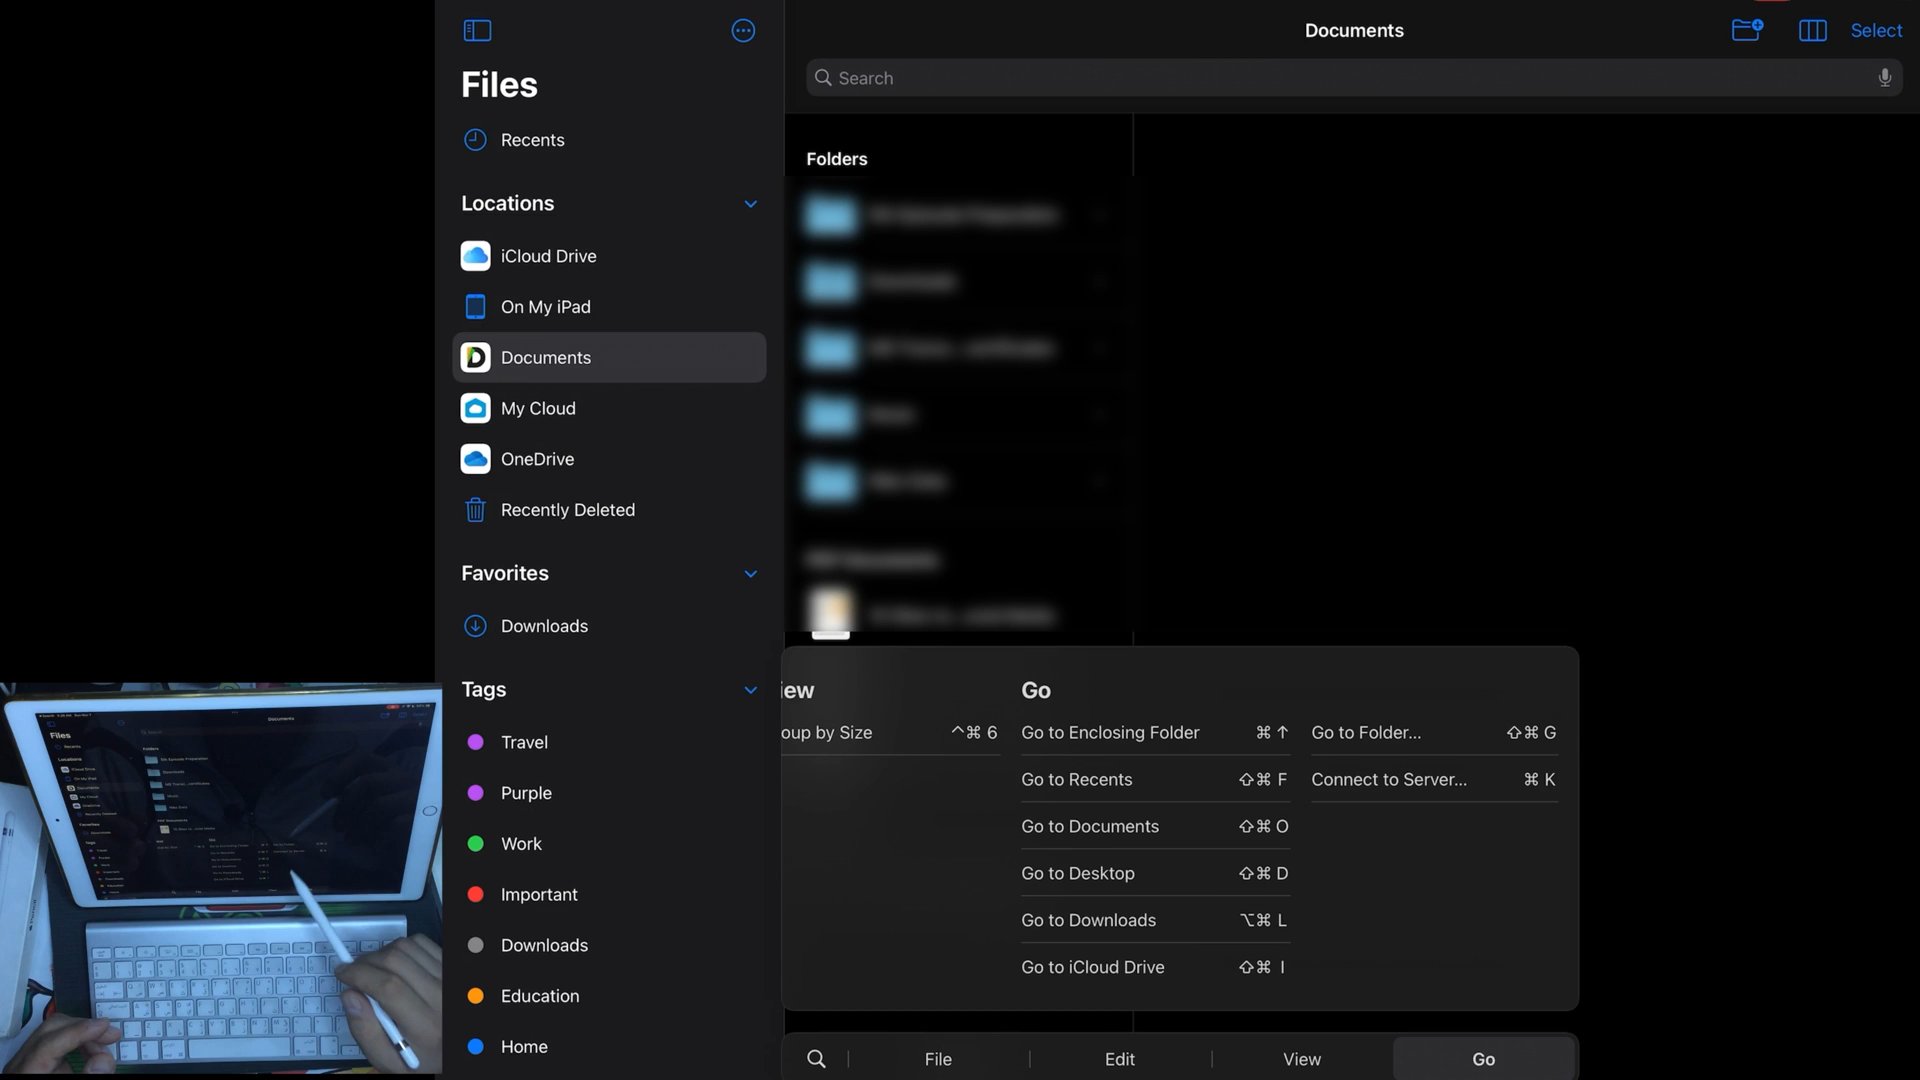 Files
Recents
Locations
iCloud Drive
On My iPad
Documents
My Cloud
OneDrive
Recently Deleted
Favorites
Downloads
Tags
Travel
Purple
Work
Important
Downloads
Education
Home
Documents
Select
Search
Folders
iew
oup by Size ^⌘ 6
Go
Go to Enclosing Folder ⌘ ↑
Go to Recents ⇧⌘ F
Go to Documents ⇧⌘ O
Go to Desktop ⇧⌘ D
Go to Downloads ⌥⌘ L
Go to iCloud Drive ⇧⌘ I
Go to Folder... ⇧⌘ G
Connect to Server... ⌘ K
File
Edit
View
Go